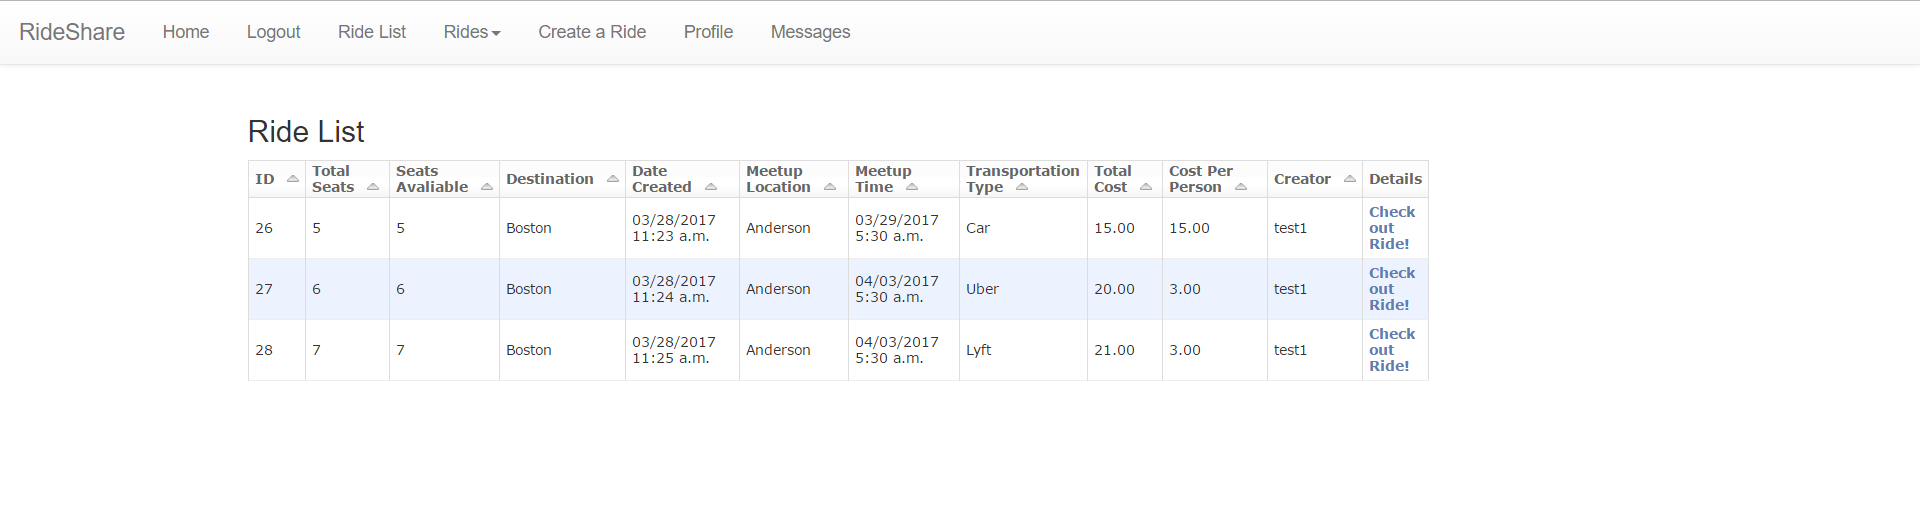 RideShare Home Logout Ride List Rides Create a Ride Profile Messages
Ride List
ID Total Seats Seats Avaliable Destination Date Created Meetup Location Meetup Time Transportation Type Total Cost Cost Per Person Creator Details
26 5 5 Boston 03/28/2017 11:23 a.m. Anderson 03/29/2017 5:30 a.m. Car 15.00 15.00 test1 Check out Ride!
27 6 6 Boston 03/28/2017 11:24 a.m. Anderson 04/03/2017 5:30 a.m. Uber 20.00 3.00 test1 Check out Ride!
28 7 7 Boston 03/28/2017 11:25 a.m. Anderson 04/03/2017 5:30 a.m. Lyft 21.00 3.00 test1 Check out Ride!